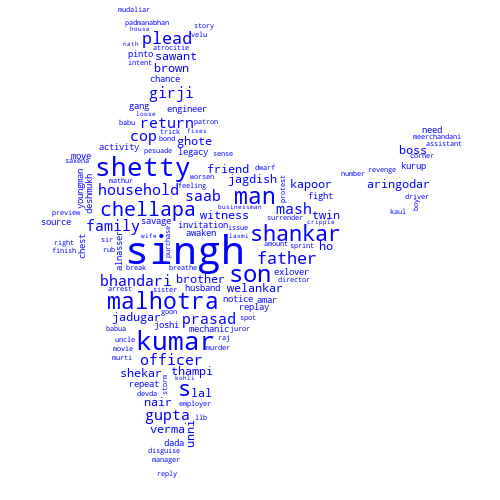 mudaliar
padmanabhan
story
house
velu
plead
nath
atrocitie
pinto
sawant
intent
brown
chance
girji
gang
engineer
loose
babu
return
patron
need
trick
fixes
cop
bond
ghote
meerchandani
assistant
activity
pesuade
legacy
sense
boss
corner
move
saxena
shetty
friend
dwarf
revenge
kurup
number
worsen
mathur
jagdish
kapoor
aringodar
feeling
household
man
protest
youngman
deshmukh
saab
fight
driver
businessman
boy
preview
chellapa
mash
kaul
source
savage
witness
surrender
twin
family
invitation
issue
cripple
shankar
awaken
laxmi
sir
wife
right
chest
singh
amount
sprint
ho
finish
rub
alnasser
purchase
father
break
breathe
son
exlover
bhandari
brother
director
arrest
sister
husband
welankar
malhotra
notice
amar
replay
goon
jadugar
prasad
spot
joshi
babua
mechanic
juror
uncle
kumar
raj
movie
murder
murti
officer
shekar
thampi
kohli
repeat
storm
s
lal
devda
nair
employer
gupta
llb
verma
unni
dada
disguise
manager
reply